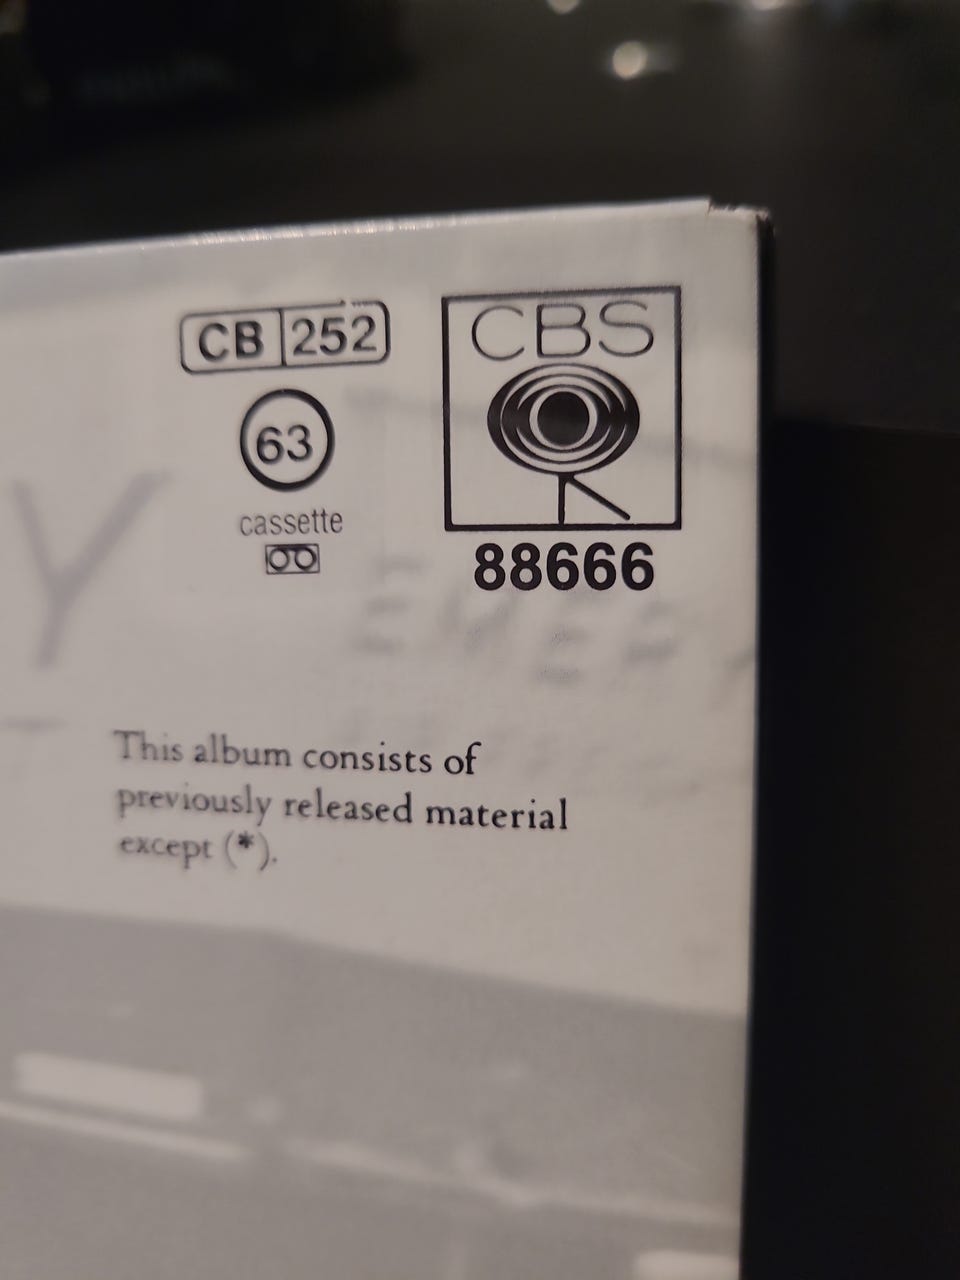 CB 252
63
cassette
CBS
88666
This album consists of
previously released material
except (*).